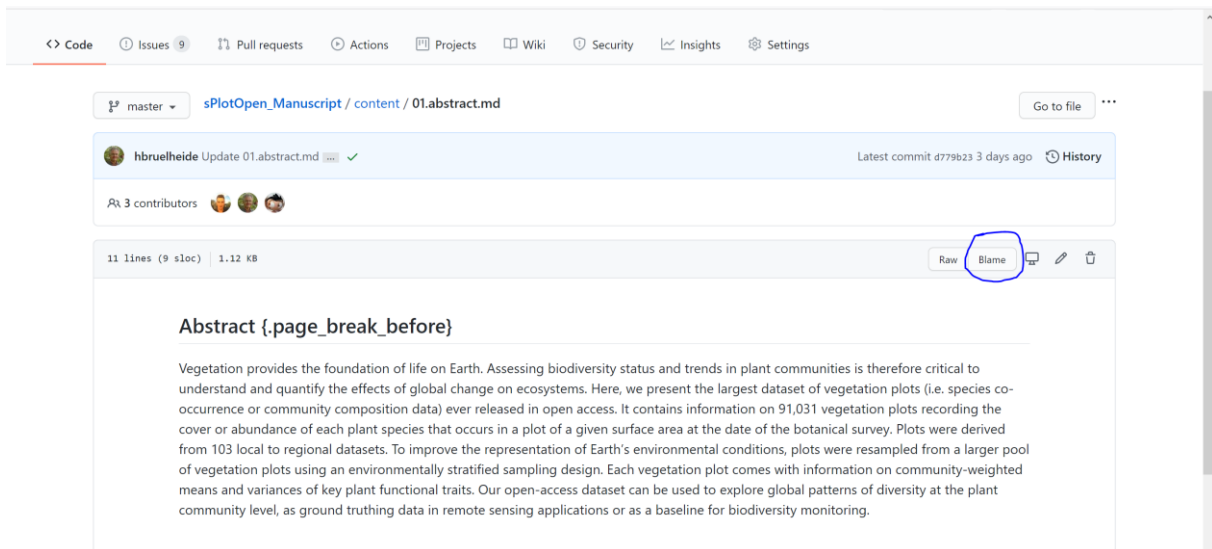 <> Code Issues 9 Pull requests Actions Projects Wiki Security Insights Settings
master sPlotOpen_Manuscript / content / 01.abstract.md Go to file ...
hbruelheide Update 01.abstract.md ... Latest commit d779b23 3 days ago History
3 contributors
11 lines (9 sloc) 1.12 KB Raw Blame
Abstract {.page_break_before}
Vegetation provides the foundation of life on Earth. Assessing biodiversity status and trends in plant communities is therefore critical to
understand and quantify the effects of global change on ecosystems. Here, we present the largest dataset of vegetation plots (i.e. species co-
occurrence or community composition data) ever released in open access. It contains information on 91,031 vegetation plots recording the
cover or abundance of each plant species that occurs in a plot of a given surface area at the date of the botanical survey. Plots were derived
from 103 local to regional datasets. To improve the representation of Earth's environmental conditions, plots were resampled from a larger pool
of vegetation plots using an environmentally stratified sampling design. Each vegetation plot comes with information on community-weighted
means and variances of key plant functional traits. Our open-access dataset can be used to explore global patterns of diversity at the plant
community level, as ground truthing data in remote sensing applications or as a baseline for biodiversity monitoring.